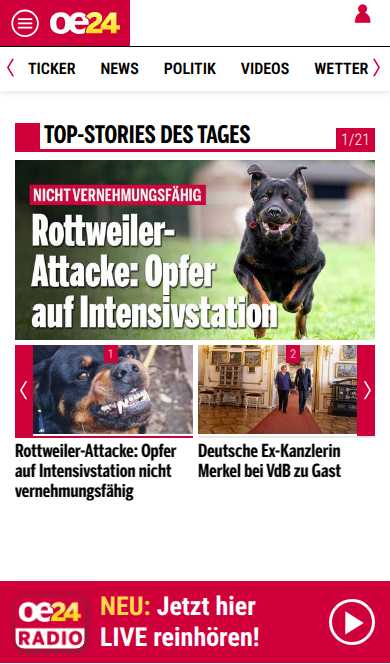 oe24
TICKER NEWS POLITIK VIDEOS WETTER
TOP-STORIES DES TAGES
1/21
NICHT VERNEHMUNGSFÄHIG
Rottweiler-
Attacke: Opfer
auf Intensivstation
1
2
Rottweiler-Attacke: Opfer
auf Intensivstation nicht
vernehmungsfähig
Deutsche Ex-Kanzlerin
Merkel bei VdB zu Gast
oe24
RADIO
NEU: Jetzt hier
LIVE reinhören!